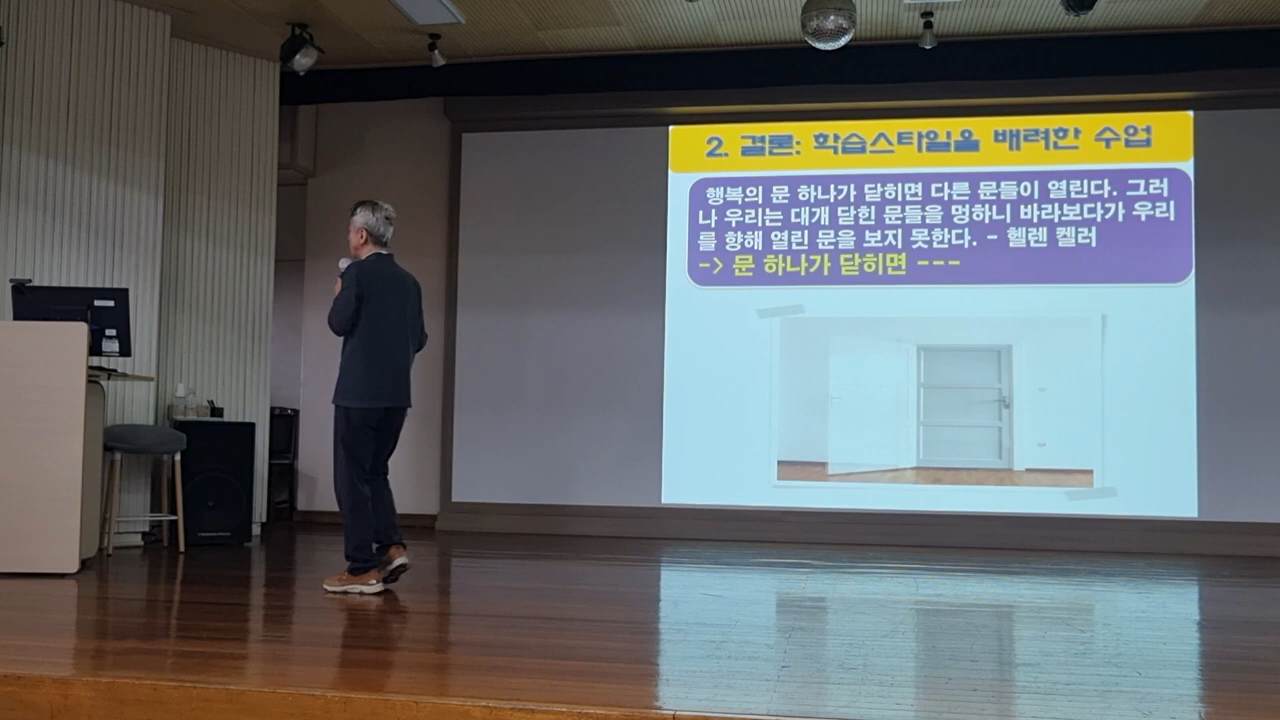 2. 결론: 학습스타일을 배려한 수업
행복의 문 하나가 닫히면 다른 문들이 열린다. 그러
나 우리는 대개 닫힌 문들을 멍하니 바라보다가 우리
를 향해 열린 문을 보지 못한다. - 헬렌 켈러
-> 문 하나가 닫히면 ---